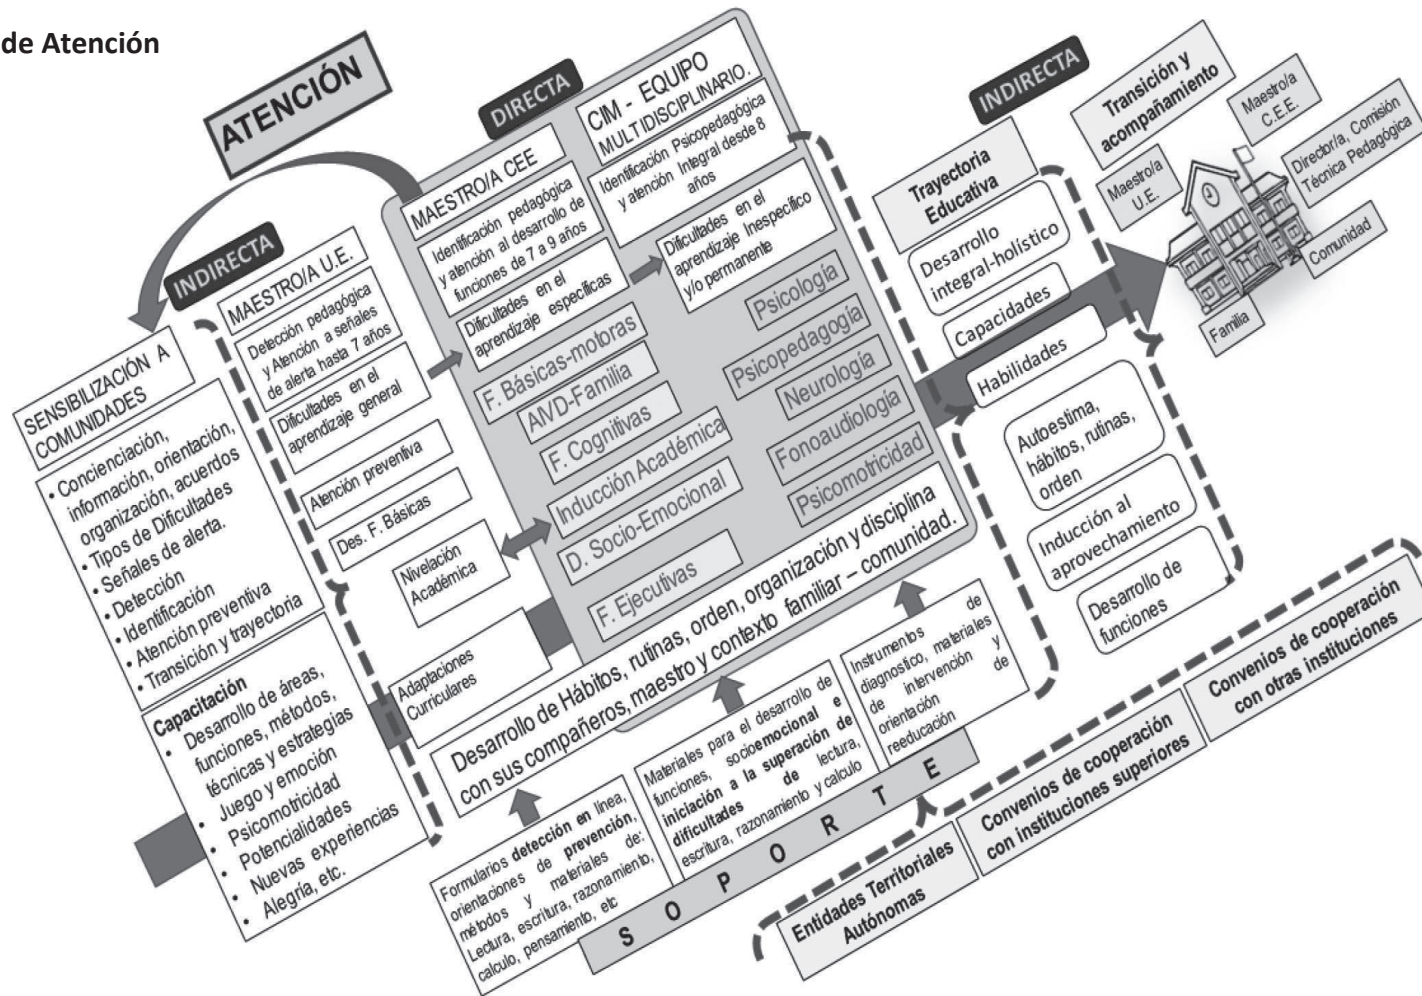 de Atención
ATENCIÓN
INDIRECTA
SENSIBILIZACIÓN A
COMUNIDADES
• Concienciación,
información, orientación,
organización, acuerdos
• Tipos de Dificultades
• Señales de alerta.
• Detección
• Identificación
• Atención preventiva
• Transición y trayectoria
Capacitación
• Desarrollo de áreas,
funciones, métodos,
técnicas y estrategias
• Juego y emoción
• Psicomotricidad
• Potencialidades
• Nuevas experiencias
• Alegría, etc.
MAESTRO/A U.E.
Detección pedagógica
y Atención a señales
de alerta hasta 7 años
Dificultades en el
aprendizaje general
Atención preventiva
Des. F. Básicas
Nivelación
Académica
Adaptaciones
Curriculares
DIRECTA
MAESTRO/A CEE
Identificación pedagógica
y atención al desarrollo de
funciones de 7 a 9 años
Dificultades en el
aprendizaje específicas
F. Básicas-motoras
AIVD-Familia
F. Cognitivas
Inducción Académica
D. Socio-Emocional
F. Ejecutivas
CIM - EQUIPO
MULTIDISCIPLINARIO.
Identificación Psicopedagógica
y atención Integral desde 8
años
Dificultades en el
aprendizaje Inespecífico
y/o permanente
Psicología
Psicopedagogía
Neurología
Fonoaudiología
Psicomotricidad
Desarrollo de Hábitos, rutinas, orden, organización y disciplina
con sus compañeros, maestro y contexto familiar – comunidad.
Formularios detección en línea,
orientaciones de prevención,
métodos y materiales de:
Lectura, escritura, razonamiento,
calculo, pensamiento, etc
Materiales para el desarrollo de
funciones, socioemocional e
iniciación a la superación de
dificultades de lectura,
escritura, razonamiento y calculo
Instrumentos de
diagnostico, materiales
de intervención y
orientación de
reeducación
SOPORTE
INDIRECTA
Trayectoria
Educativa
Desarrollo
integral-holístico
Capacidades
Habilidades
Autoestima,
hábitos, rutinas,
orden
Inducción al
aprovechamiento
Desarrollo de
funciones
Transición y
acompañamiento
Maestro/a
U.E.
Maestro/a
C.E.E.
Director/a, Comisión
Técnica Pedagógica
Comunidad
Familia
Entidades Territoriales
Autónomas
Convenios de cooperación
con instituciones superiores
Convenios de cooperación
con otras instituciones